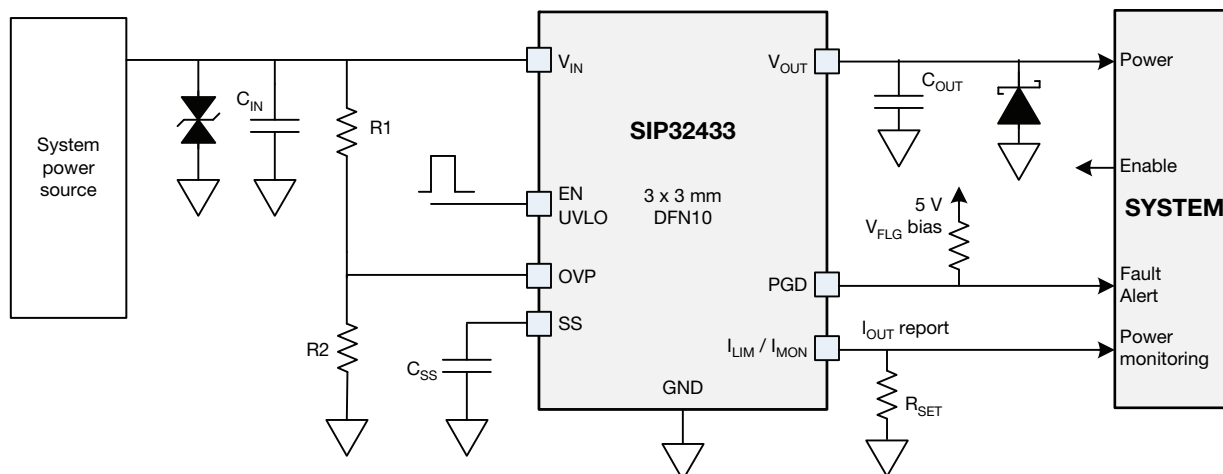 System
power
source
C_IN
R1
R2
C_SS
V_IN
EN
UVLO
OVP
SS
SIP32433
3 x 3 mm
DFN10
GND
V_OUT
PGD
I_LIM / I_MON
C_OUT
5 V
V_FLG bias
I_OUT report
R_SET
Power
Enable
SYSTEM
Fault
Alert
Power
monitoring